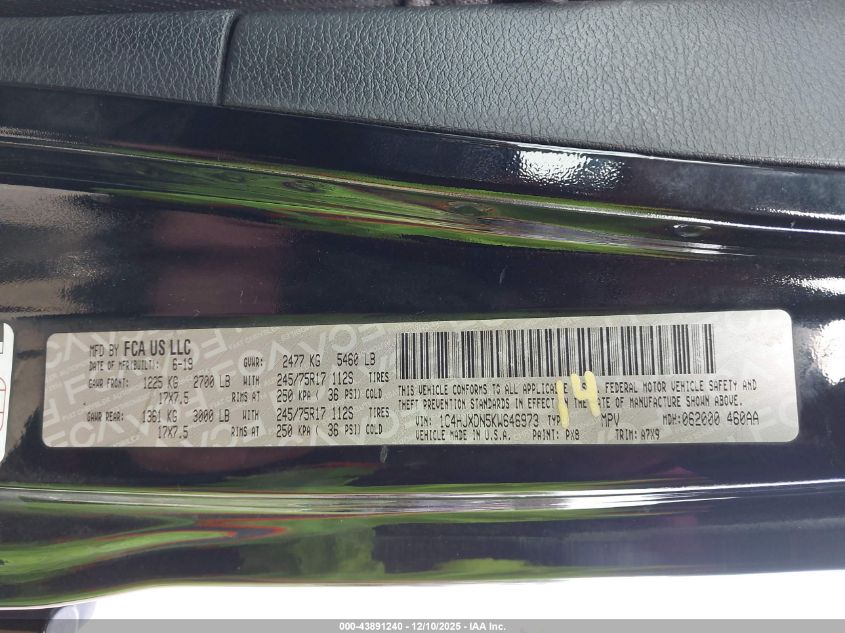 MFD BY FCA US LLC
DATE OF MFR(BUILT): 6-19 GVWR: 2477 KG 5460 LB
GAWR FRONT: 1225 KG 2700 LB WITH 245/75R17 112S TIRES
17X7.5 RIMS AT 250 KPA ( 36 PSI) COLD
GAWR REAR: 1361 KG 3000 LB WITH 245/75R17 112S TIRES
17X7.5 RIMS AT 250 KPA ( 36 PSI) COLD
THIS VEHICLE CONFORMS TO ALL FEDERAL MOTOR VEHICLE SAFETY AND
THEFT PREVENTION STANDARDS IN EFFECT ON THE DATE OF MANUFACTURE SHOWN ABOVE.
VIN: 1C4HJXDN5KW646973 MPV MDH: 062000 460AA
VEHICLE MADE IN U.S.A. PAINT: PX8 TRIM: A7X9
14
000-43891240 - 12/10/2025 - IAA Inc.